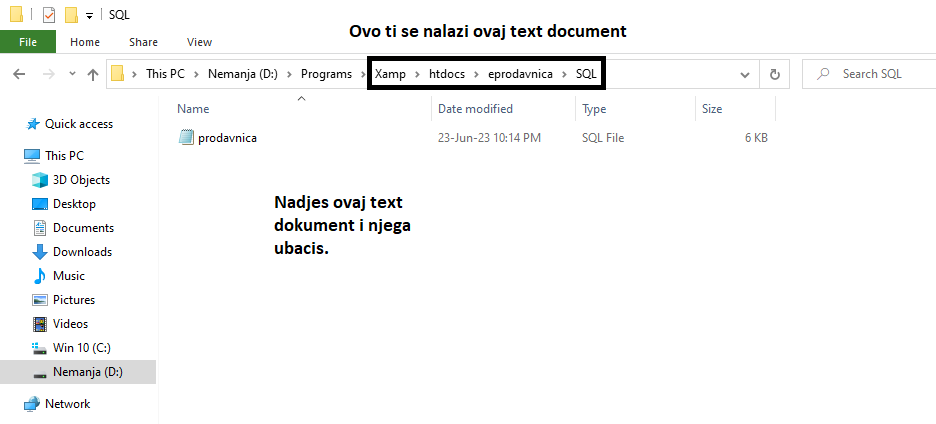 SQL
Ovo ti se nalazi ovaj text document
File Home Share View
This PC Nemanja (D:) Programs Xamp htdocs eprodavnica SQL Search SQL
Name Date modified Type Size
Quick access
prodavnica 23-Jun-23 10:14 PM SQL File 6 KB
This PC
3D Objects
Desktop
Documents
Downloads
Music
Pictures
Videos
Win 10 (C:)
Nemanja (D:)
Network
Nadjes ovaj text
dokument i njega
ubacis.